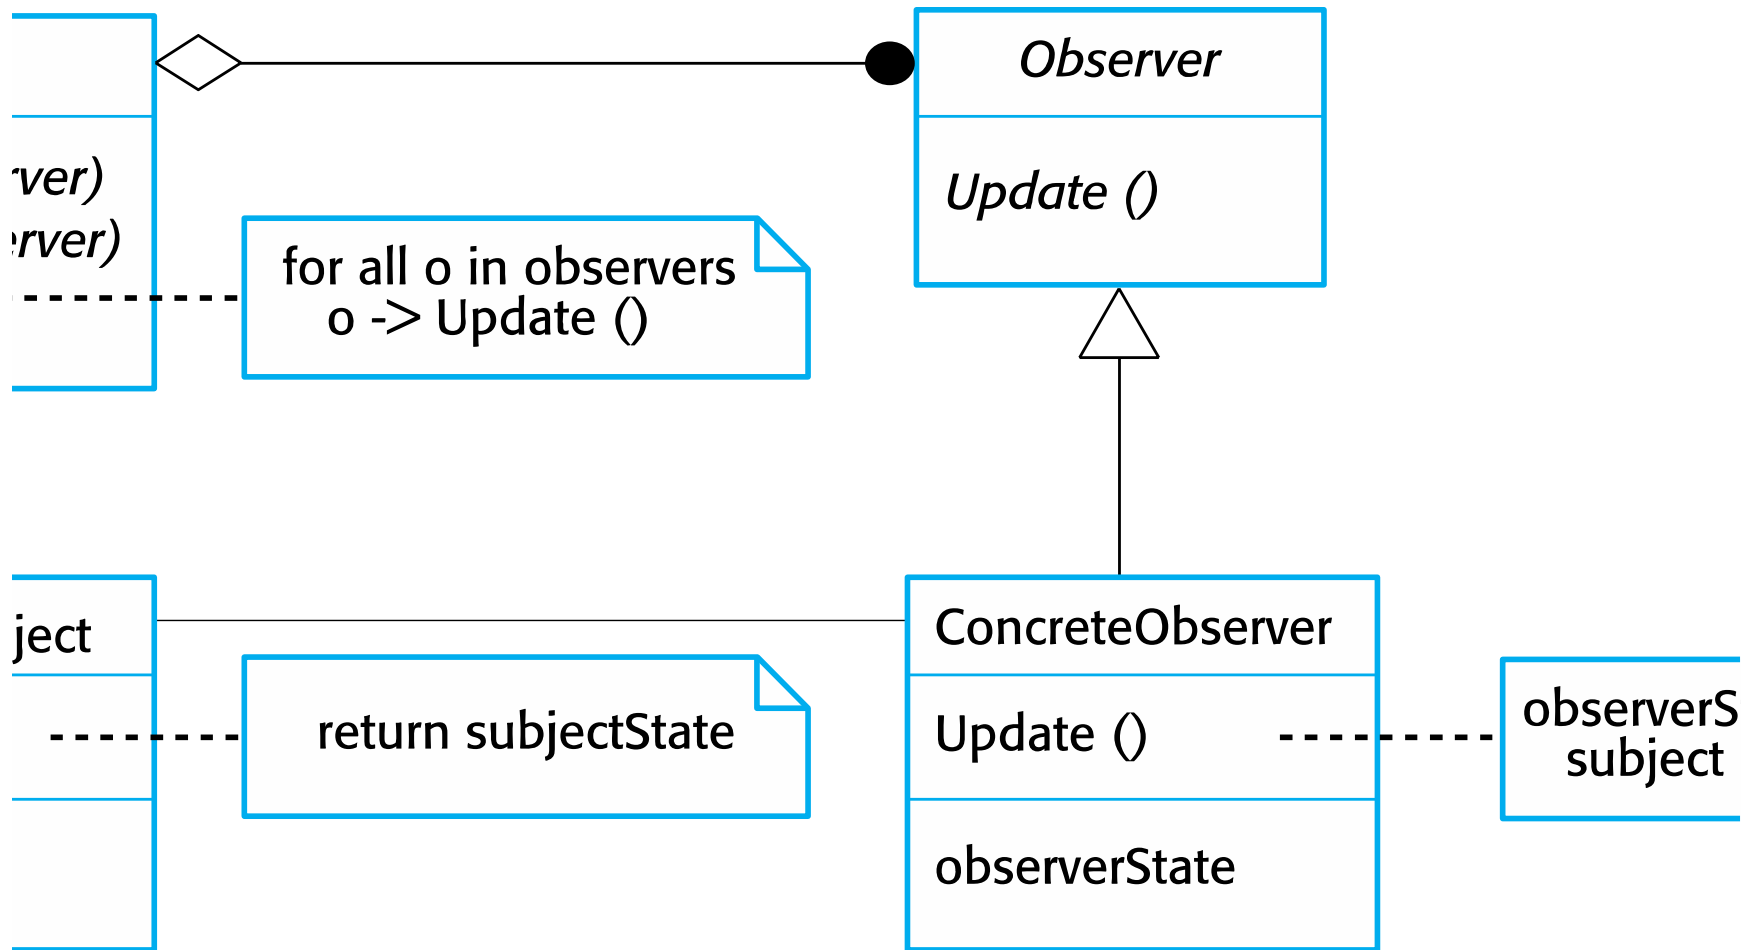 Observer
rver)
erver)
Update ()
for all o in observers
o -> Update ()
ject
return subjectState
ConcreteObserver
Update ()
observerState
observerS
subject